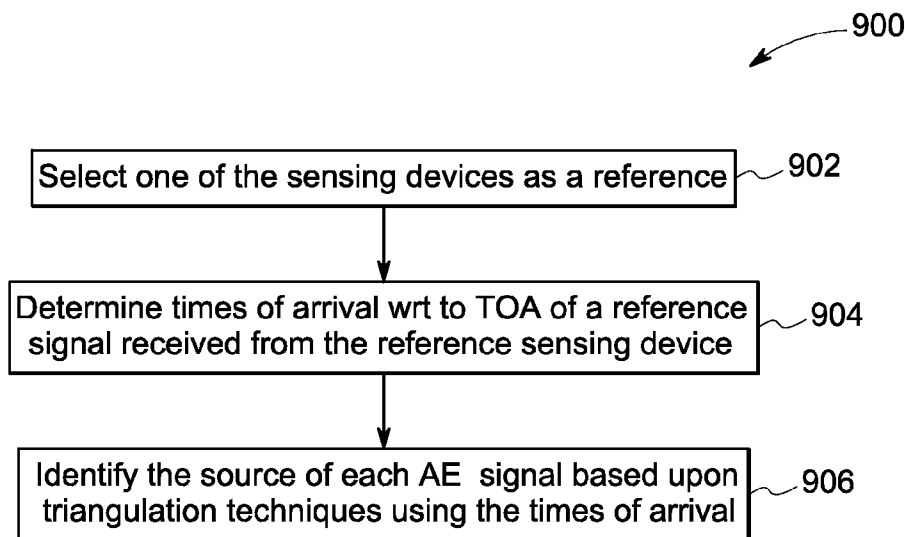 900
Select one of the sensing devices as a reference
902
Determine times of arrival wrt to TOA of a reference
signal received from the reference sensing device
904
Identify the source of each AE signal based upon
triangulation techniques using the times of arrival
906